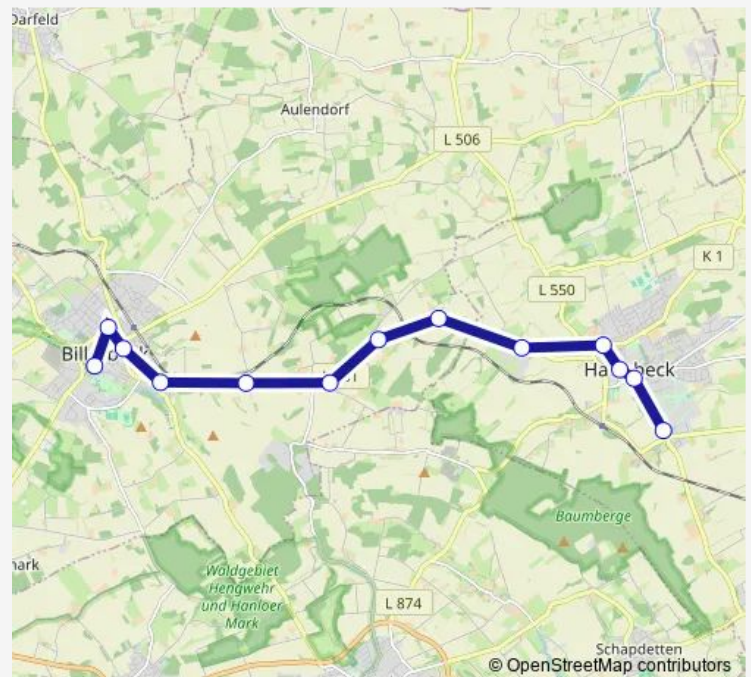 Darfeld
Aulendorf
L 506
K 1
L 550
Baumberge
Waldgebiet
Hengwehr
und Hanloer
Mark
L 874
Schapdetten
© OpenStreetMap contributors